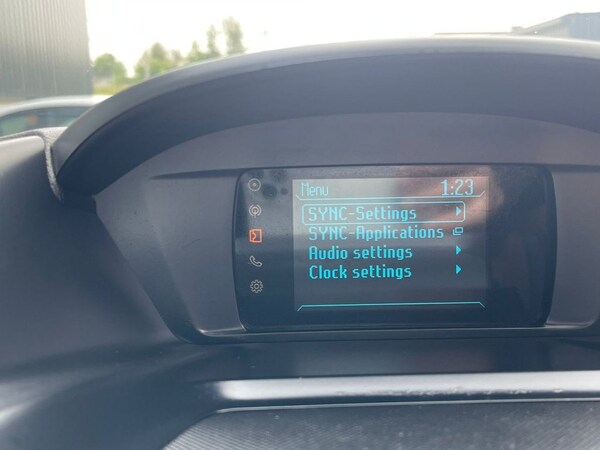 Menu 1:23
SYNC-Settings
SYNC-Applications
Audio settings
Clock settings